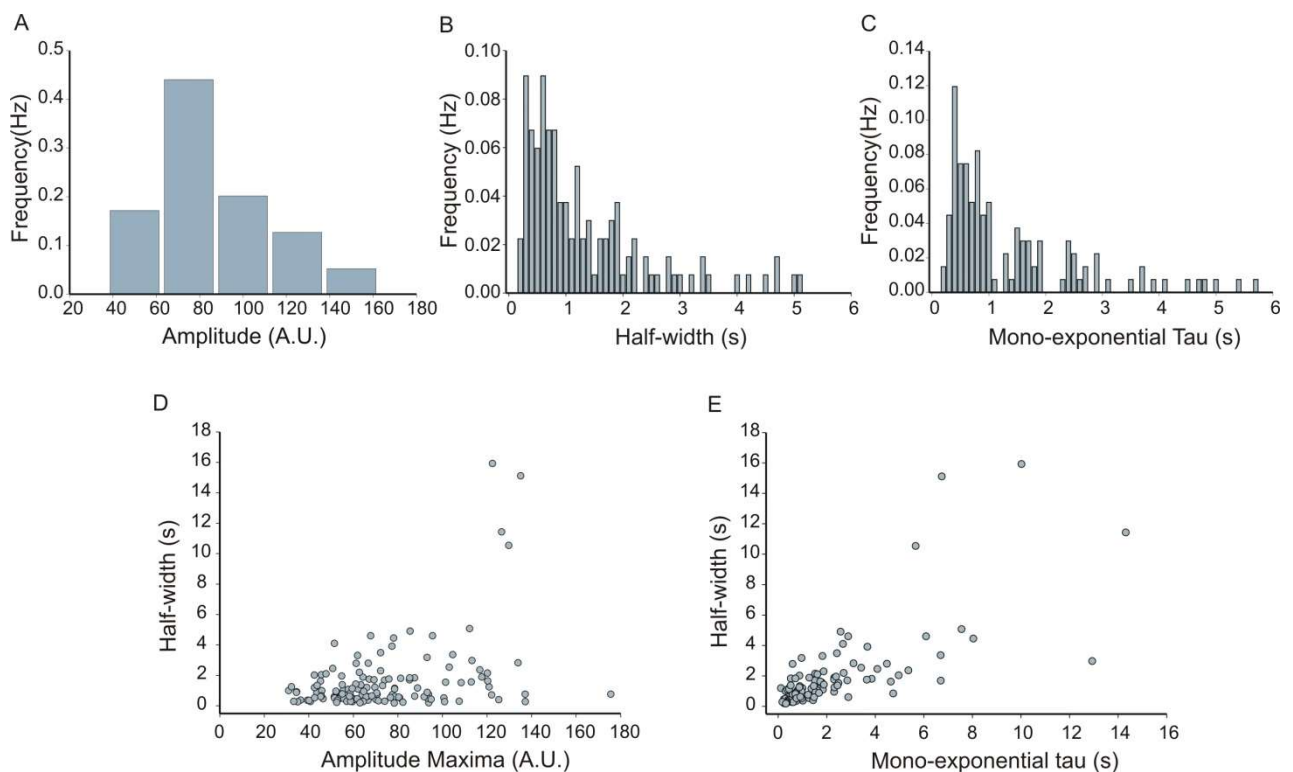 A
B
C
0.5
0.4
0.3
0.2
0.1
0.0
Frequency(Hz)
20 40 60 80 100 120 140 160 180
Amplitude (A.U.)
0.10
0.08
0.06
0.04
0.02
0.00
Frequency (Hz)
0 1 2 3 4 5 6
Half-width (s)
0.14
0.12
0.10
0.08
0.06
0.04
0.02
0.00
Frequency(Hz)
0 1 2 3 4 5 6
Mono-exponential Tau (s)
D
E
18
16
14
12
10
8
6
4
2
0
Half-width (s)
0 20 40 60 80 100 120 140 160 180
Amplitude Maxima (A.U.)
18
16
14
12
10
8
6
4
2
0
Half-width (s)
0 2 4 6 8 10 12 14 16
Mono-exponential tau (s)